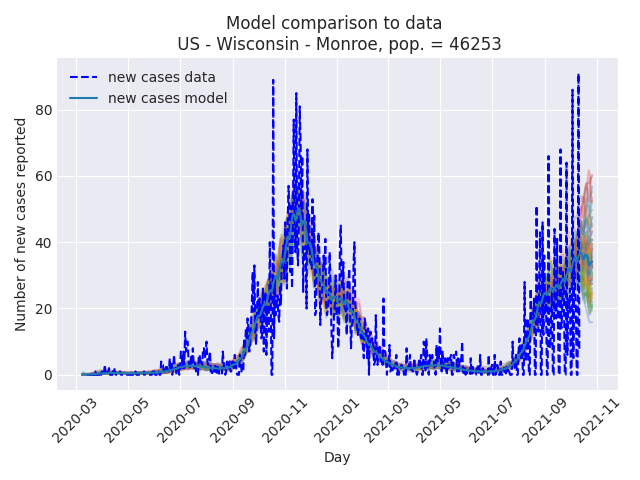 Model comparison to data
US - Wisconsin - Monroe, pop. = 46253
new cases data
new cases model
Number of new cases reported
80
60
40
20
0
2020-03
2020-05
2020-07
2020-09
2020-11
2021-01
2021-03
2021-05
2021-07
2021-09
2021-11
Day